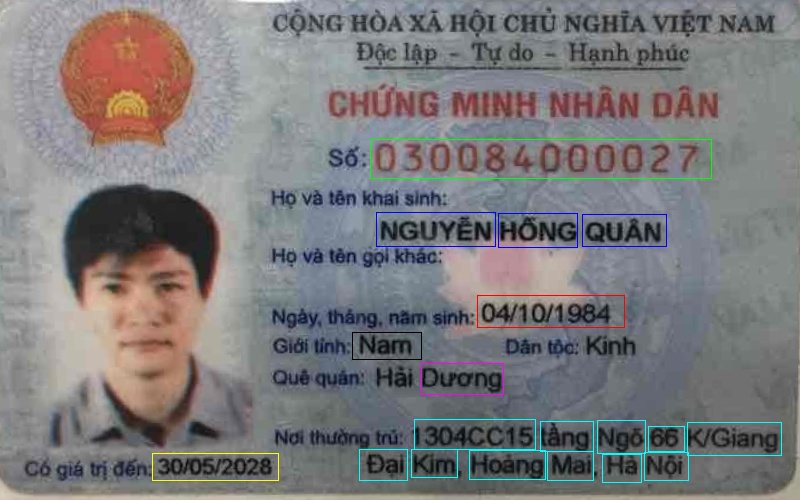 CỘNG HÒA XÃ HỘI CHỦ NGHĨA VIỆT NAM
Độc lập - Tự do - Hạnh phúc
CHỨNG MINH NHÂN DÂN
Số: 030084000027
Họ và tên khai sinh:
NGUYỄN HỒNG QUÂN
Họ và tên gọi khác:
Ngày, tháng, năm sinh: 04/10/1984
Giới tính: Nam Dân tộc: Kinh
Quê quán: Hải Dương
Nơi thường trú: 1304CC15 tầng Ngõ 66 K/Giang
Đại Kim, Hoàng Mai, Hà Nội
Có giá trị đến: 30/05/2028